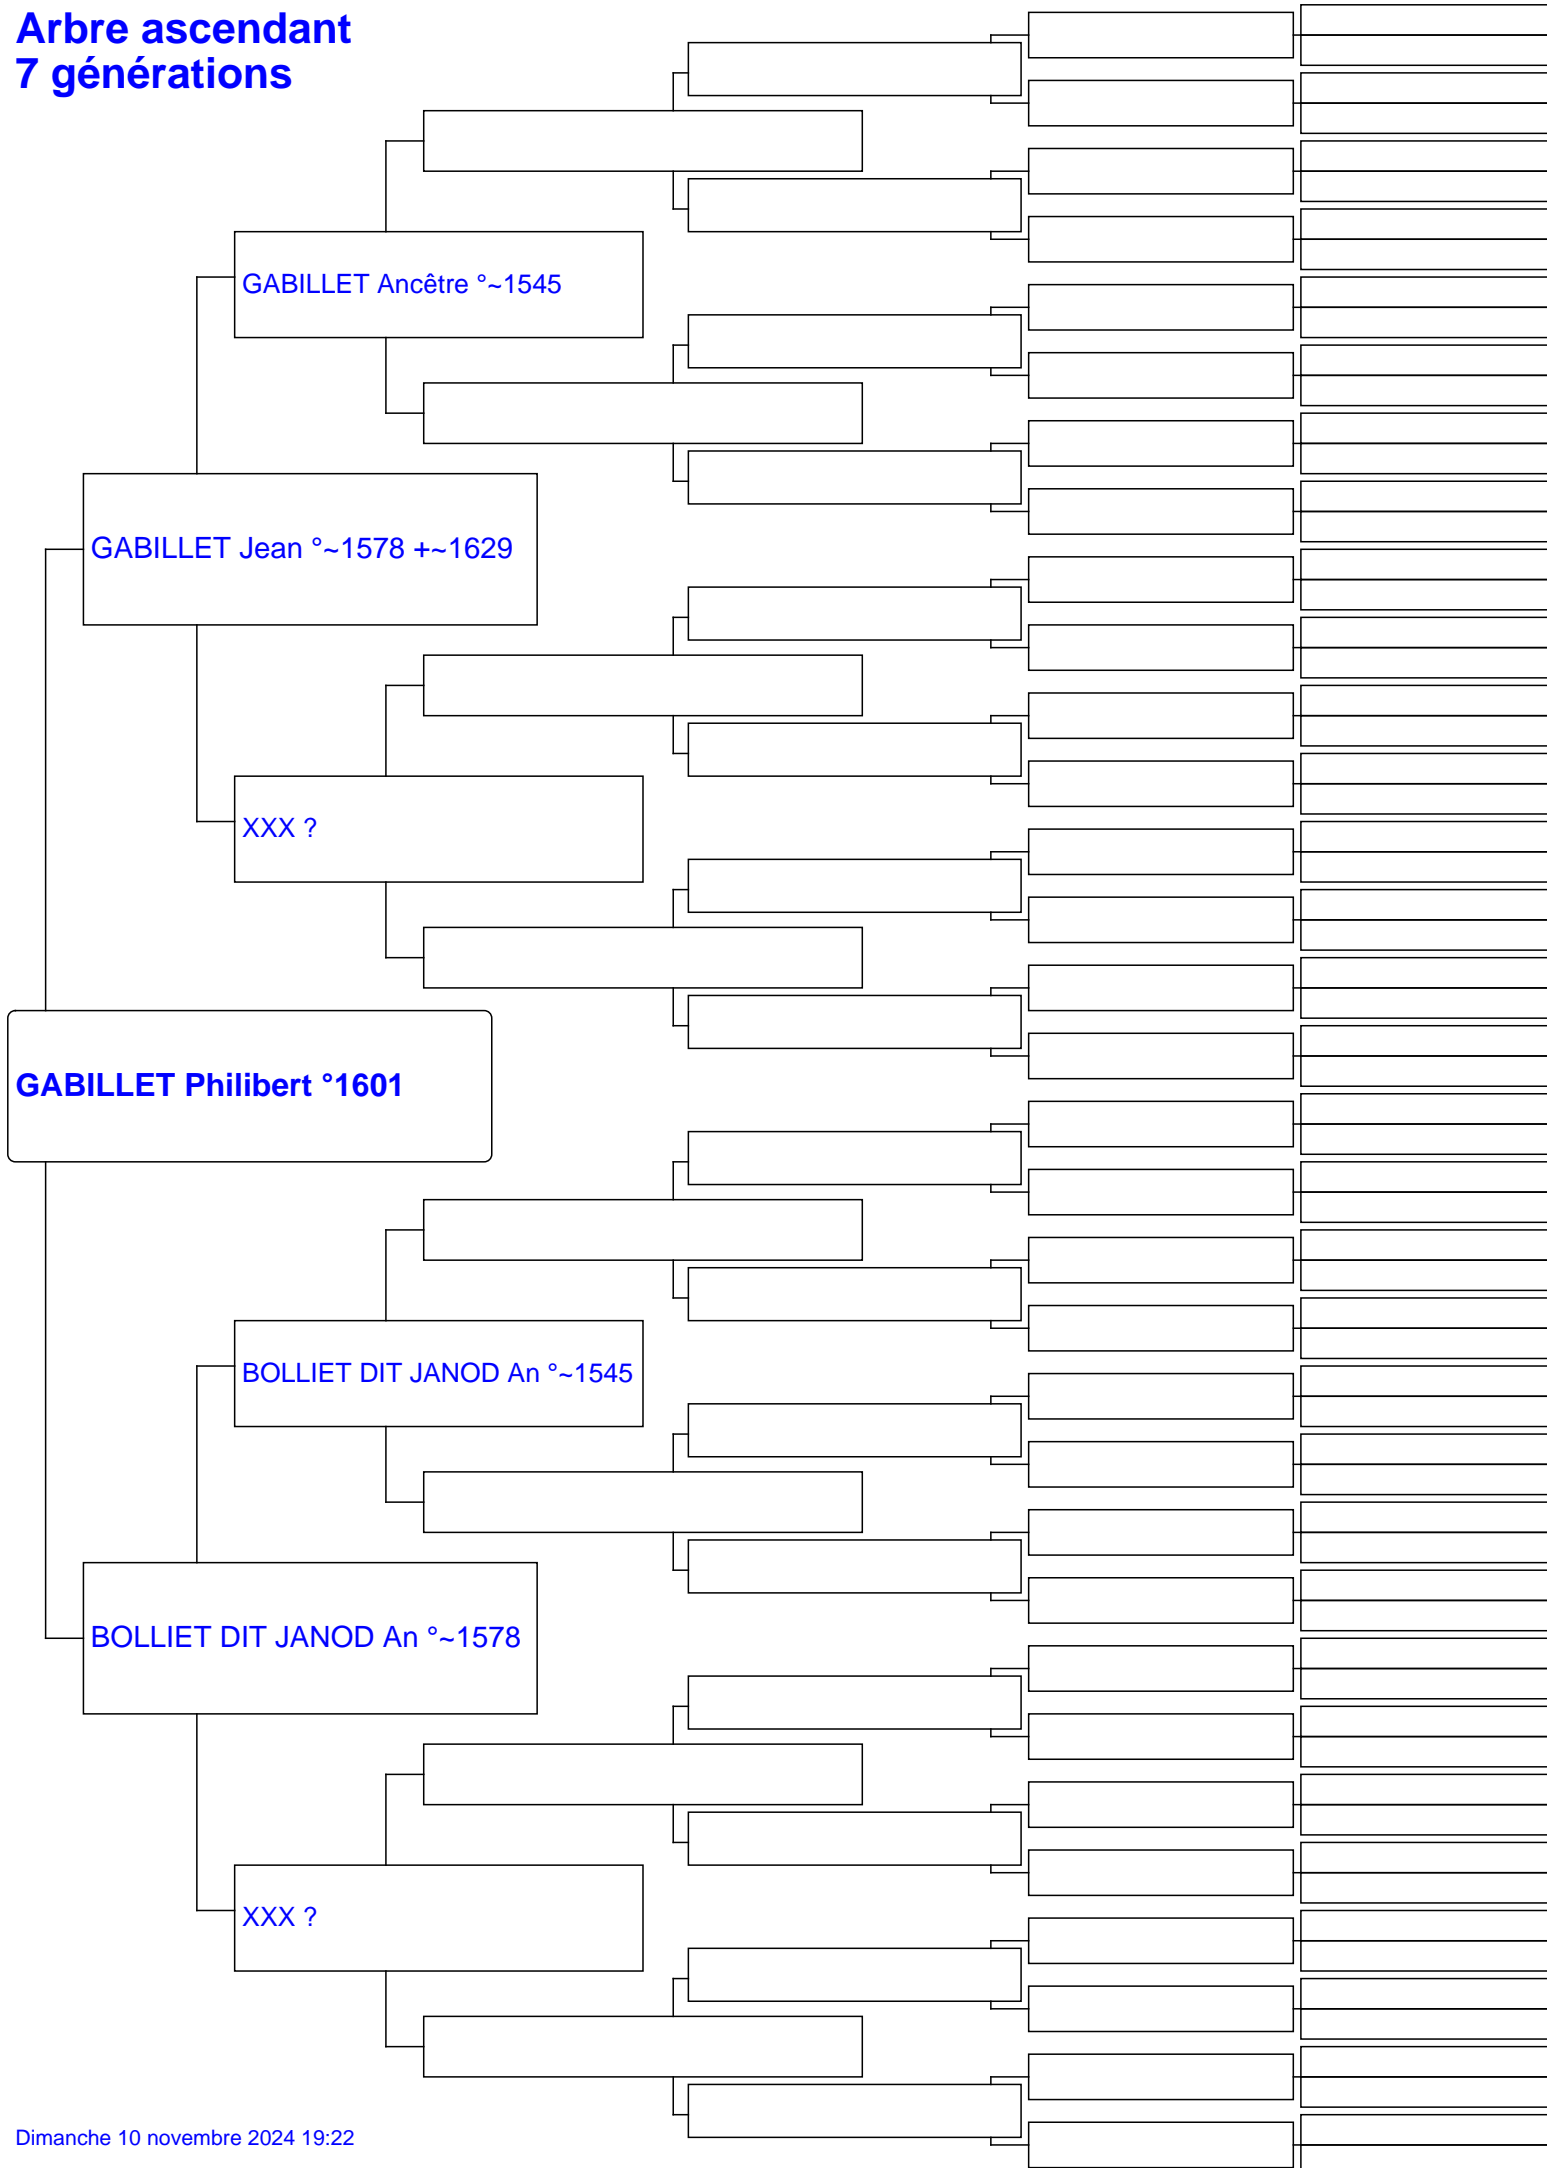 Arbre ascendant
7 générations
GABILLET Ancêtre °~1545
GABILLET Jean °~1578 +~1629
XXX ?
GABILLET Philibert °1601
BOLLIET DIT JANOD An °~1545
BOLLIET DIT JANOD An °~1578
XXX ?
Dimanche 10 novembre 2024 19:22